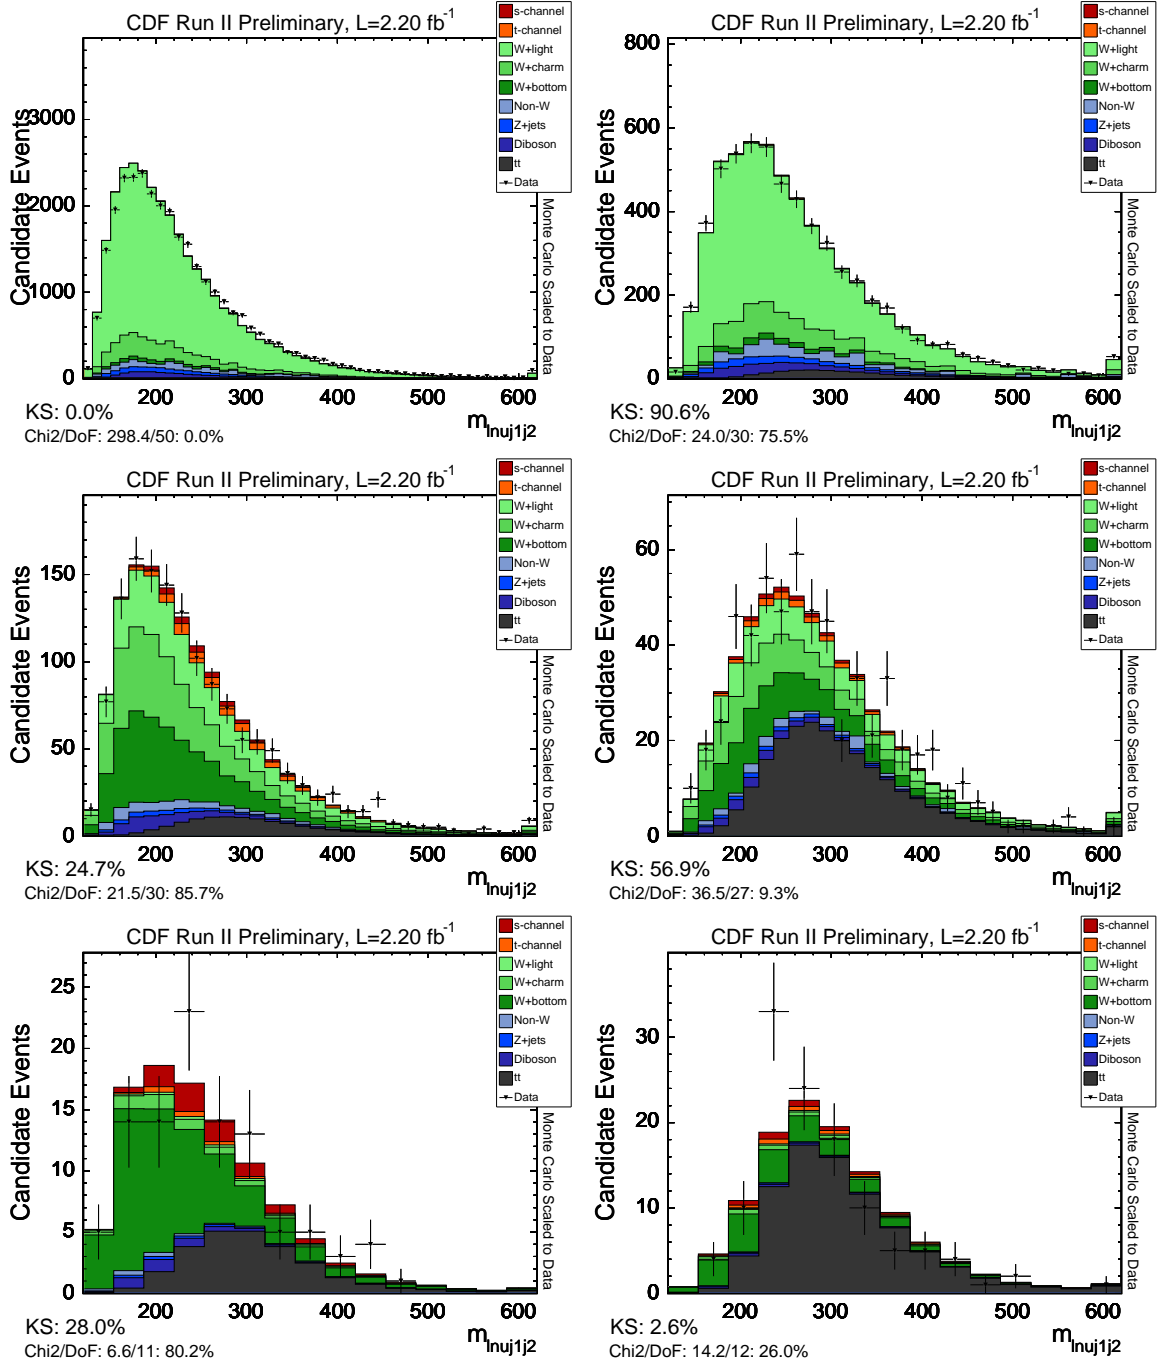 CDF Run II Preliminary, L=2.20 fb-1
s-channel
t-channel
W+light
W+charm
W+bottom
Non-W
Z+jets
Diboson
tt
Data
Candidate Events
3000
2000
1000
0
200 300 400 500 600
Monte Carlo Scaled to Data
mlnuj1j2
KS: 0.0%
Chi2/DoF: 298.4/50: 0.0%
CDF Run II Preliminary, L=2.20 fb-1
s-channel
t-channel
W+light
W+charm
W+bottom
Non-W
Z+jets
Diboson
tt
Data
Candidate Events
800
600
400
200
0
200 300 400 500 600
Monte Carlo Scaled to Data
mlnuj1j2
KS: 90.6%
Chi2/DoF: 24.0/30: 75.5%
CDF Run II Preliminary, L=2.20 fb-1
s-channel
t-channel
W+light
W+charm
W+bottom
Non-W
Z+jets
Diboson
tt
Data
Candidate Events
150
100
50
0
200 300 400 500 600
Monte Carlo Scaled to Data
mlnuj1j2
KS: 24.7%
Chi2/DoF: 21.5/30: 85.7%
CDF Run II Preliminary, L=2.20 fb-1
s-channel
t-channel
W+light
W+charm
W+bottom
Non-W
Z+jets
Diboson
tt
Data
Candidate Events
60
40
20
0
200 300 400 500 600
Monte Carlo Scaled to Data
mlnuj1j2
KS: 56.9%
Chi2/DoF: 36.5/27: 9.3%
CDF Run II Preliminary, L=2.20 fb-1
s-channel
t-channel
W+light
W+charm
W+bottom
Non-W
Z+jets
Diboson
tt
Data
Candidate Events
25
20
15
10
5
0
200 300 400 500 600
Monte Carlo Scaled to Data
mlnuj1j2
KS: 28.0%
Chi2/DoF: 6.6/11: 80.2%
CDF Run II Preliminary, L=2.20 fb-1
s-channel
t-channel
W+light
W+charm
W+bottom
Non-W
Z+jets
Diboson
tt
Data
Candidate Events
30
20
10
0
200 300 400 500 600
Monte Carlo Scaled to Data
mlnuj1j2
KS: 2.6%
Chi2/DoF: 14.2/12: 26.0%